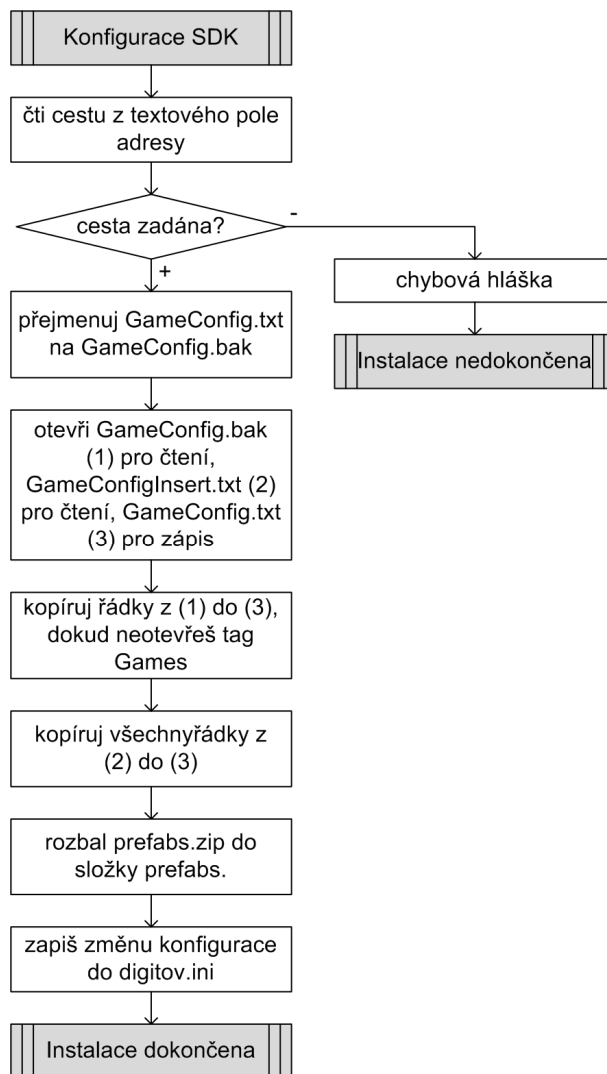 Konfigurace SDK
čti cestu z textového pole
adresy
cesta zadána?
-
+
chybová hláška
Instalace nedokončena
přejmenuj GameConfig.txt
na GameConfig.bak
otevři GameConfig.bak
(1) pro čtení,
GameConfigInsert.txt (2)
pro čtení, GameConfig.txt
(3) pro zápis
kopíruj řádky z (1) do (3),
dokud neotevřeš tag
Games
kopíruj všechnyřádky z
(2) do (3)
rozbal prefabs.zip do
složky prefabs.
zapiš změnu konfigurace
do digitov.ini
Instalace dokončena